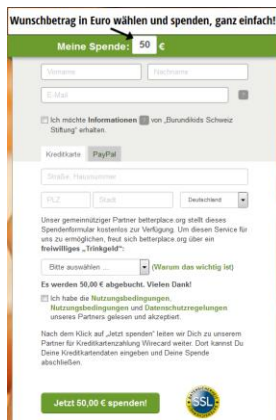 Wunschbetrag in Euro wählen und spenden, ganz einfach!
Meine Spende: 50 €
Vorname Nachname
E-Mail ?
Ich möchte Informationen ? von „Burundikids Schweiz
Stiftung“ erhalten.
Kreditkarte PayPal
Straße, Hausnummer
PLZ Stadt Deutschland
Unser gemeinnütziger Partner betterplace.org stellt dieses
Spendenformular kostenlos zur Verfügung. Um diesen Service für
uns zu ermöglichen, freut sich betterplace.org über ein
freiwilliges „Trinkgeld“:
Bitte auswählen ... (Warum das wichtig ist)
Es werden 50,00 € abgebucht. Vielen Dank!
Ich habe die Nutzungsbedingungen,
Nutzungsbedingungen und Datenschutzregelungen
unseres Partners gelesen und akzeptiert.
Nach dem Klick auf „Jetzt spenden“ leiten wir Dich zu unserem
Partner für Kreditkartenzahlung Wirecard weiter. Dort kannst Du
Deine Kreditkartendaten eingeben und Deine Spende
abschließen.
Jetzt 50,00 € spenden! SSL